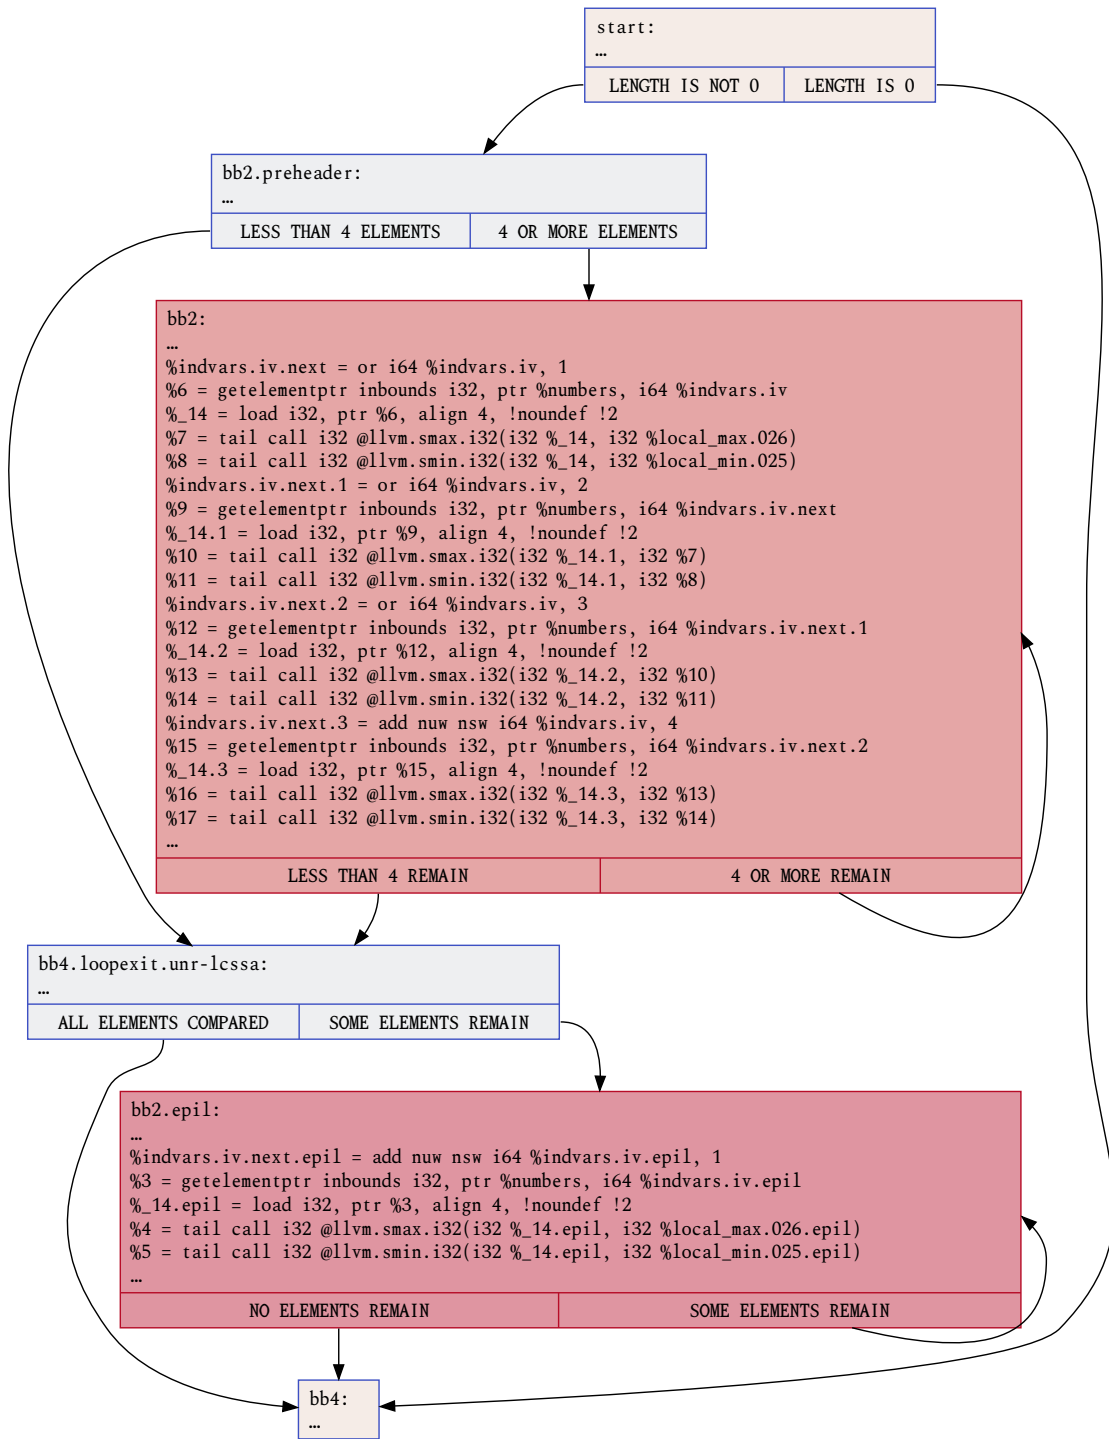 start:
…
LENGTH IS NOT 0
LENGTH IS 0
bb2.preheader:
…
LESS THAN 4 ELEMENTS
4 OR MORE ELEMENTS
bb2:
…
%indvars.iv.next = or i64 %indvars.iv, 1
%6 = getelementptr inbounds i32, ptr %numbers, i64 %indvars.iv
%_14 = load i32, ptr %6, align 4, !noundef !2
%7 = tail call i32 @llvm.smax.i32(i32 %_14, i32 %local_max.026)
%8 = tail call i32 @llvm.smin.i32(i32 %_14, i32 %local_min.025)
%indvars.iv.next.1 = or i64 %indvars.iv, 2
%9 = getelementptr inbounds i32, ptr %numbers, i64 %indvars.iv.next
%_14.1 = load i32, ptr %9, align 4, !noundef !2
%10 = tail call i32 @llvm.smax.i32(i32 %_14.1, i32 %7)
%11 = tail call i32 @llvm.smin.i32(i32 %_14.1, i32 %8)
%indvars.iv.next.2 = or i64 %indvars.iv, 3
%12 = getelementptr inbounds i32, ptr %numbers, i64 %indvars.iv.next.1
%_14.2 = load i32, ptr %12, align 4, !noundef !2
%13 = tail call i32 @llvm.smax.i32(i32 %_14.2, i32 %10)
%14 = tail call i32 @llvm.smin.i32(i32 %_14.2, i32 %11)
%indvars.iv.next.3 = add nuw nsw i64 %indvars.iv, 4
%15 = getelementptr inbounds i32, ptr %numbers, i64 %indvars.iv.next.2
%_14.3 = load i32, ptr %15, align 4, !noundef !2
%16 = tail call i32 @llvm.smax.i32(i32 %_14.3, i32 %13)
%17 = tail call i32 @llvm.smin.i32(i32 %_14.3, i32 %14)
…
LESS THAN 4 REMAIN
4 OR MORE REMAIN
bb4.loopexit.unr-lcssa:
…
ALL ELEMENTS COMPARED
SOME ELEMENTS REMAIN
bb2.epil:
…
%indvars.iv.next.epil = add nuw nsw i64 %indvars.iv.epil, 1
%3 = getelementptr inbounds i32, ptr %numbers, i64 %indvars.iv.epil
%_14.epil = load i32, ptr %3, align 4, !noundef !2
%4 = tail call i32 @llvm.smax.i32(i32 %_14.epil, i32 %local_max.026.epil)
%5 = tail call i32 @llvm.smin.i32(i32 %_14.epil, i32 %local_min.025.epil)
…
NO ELEMENTS REMAIN
SOME ELEMENTS REMAIN
bb4:
…